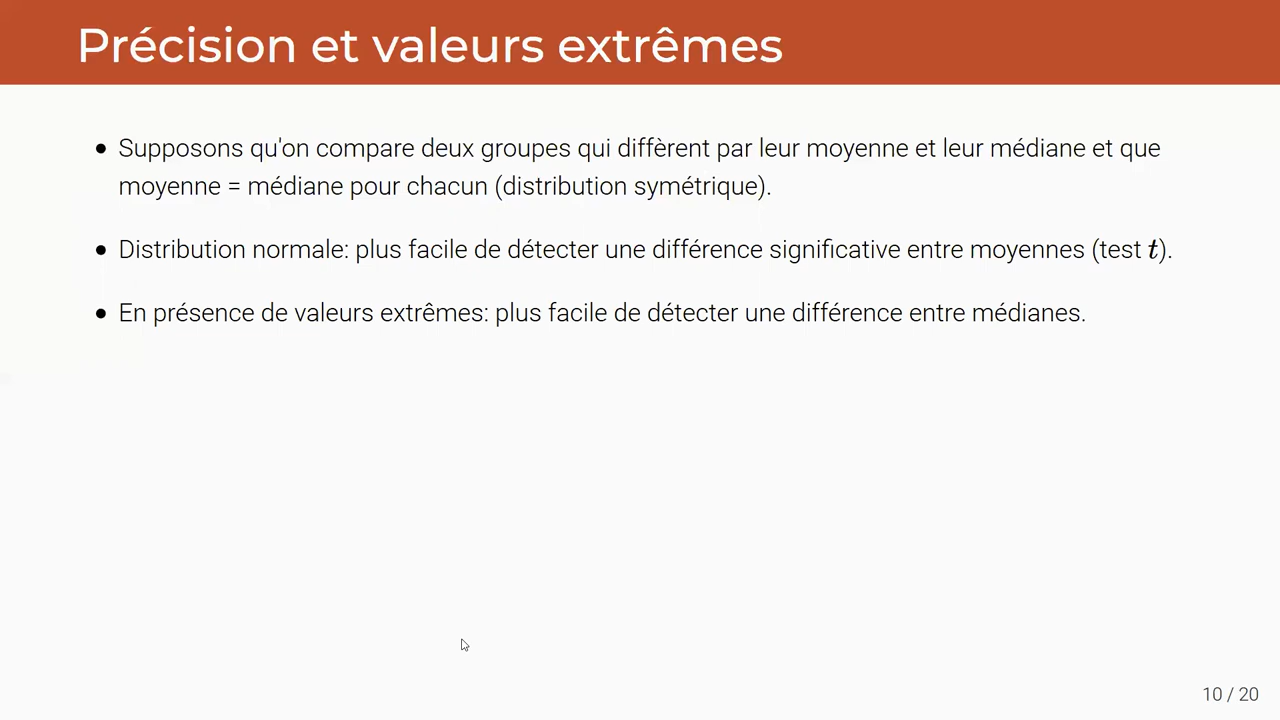 Précision et valeurs extrêmes
• Supposons qu'on compare deux groupes qui diffèrent par leur moyenne et leur médiane et que
moyenne = médiane pour chacun (distribution symétrique).
• Distribution normale: plus facile de détecter une différence significative entre moyennes (test t).
• En présence de valeurs extrêmes: plus facile de détecter une différence entre médianes.
10 / 20